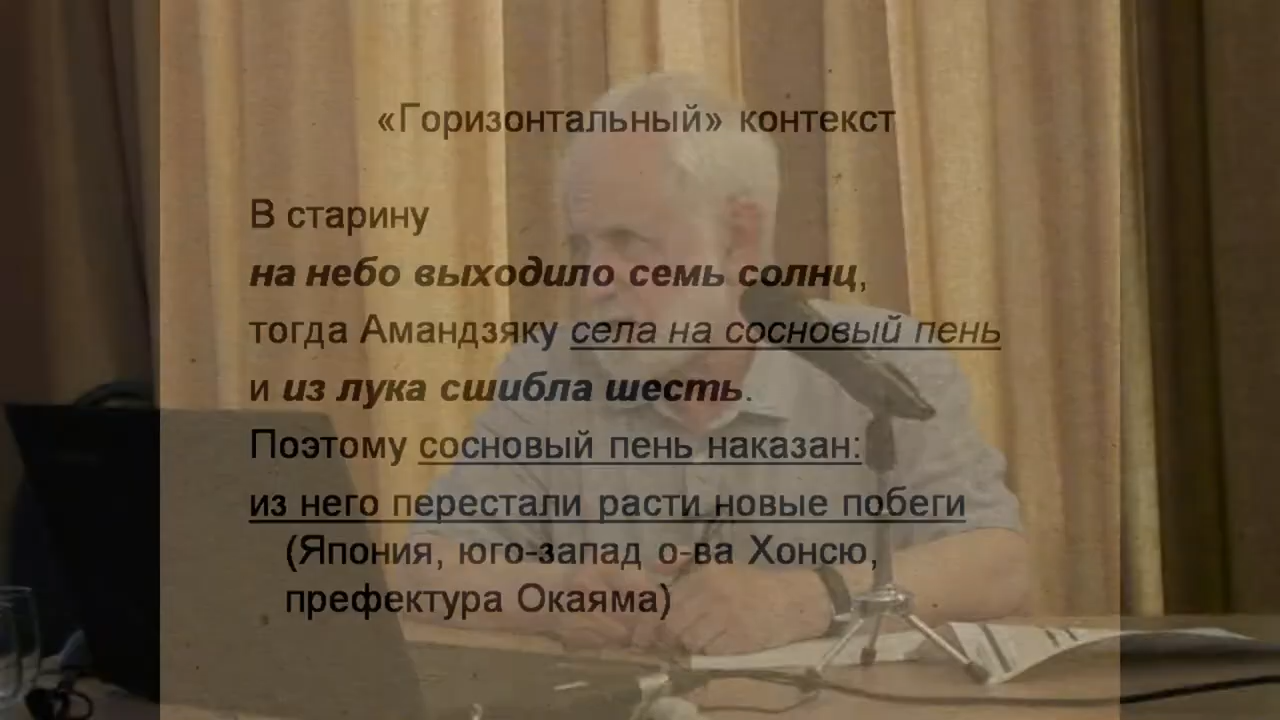 «Горизонтальный» контекст
В старину
на небо выходило семь солнц,
тогда Амандзяку села на сосновый пень
и из лука сшибла шесть.
Поэтому сосновый пень наказан:
из него перестали расти новые побеги
(Япония, юго-запад о-ва Хонсю,
префектура Окаяма)